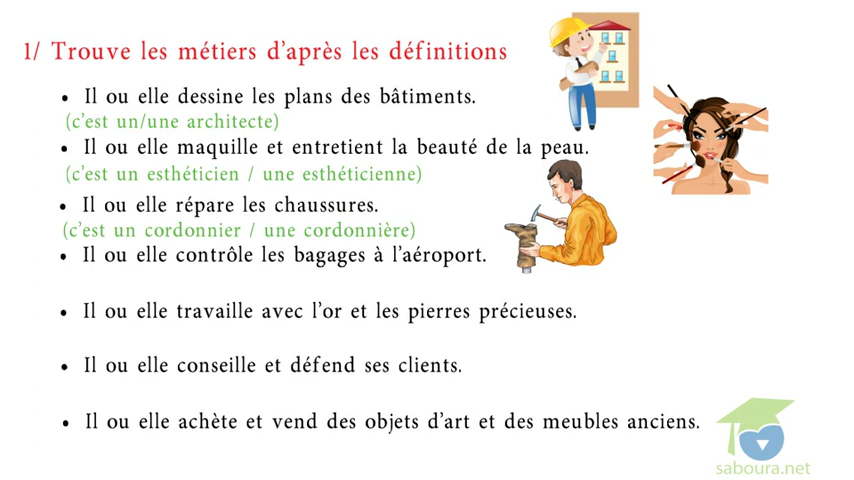 1/ Trouve les métiers d'après les définitions
• Il ou elle dessine les plans des bâtiments.
(c'est un/une architecte)
• Il ou elle maquille et entretient la beauté de la peau.
(c'est un esthéticien / une esthéticienne)
• Il ou elle répare les chaussures.
(c'est un cordonnier / une cordonnière)
• Il ou elle contrôle les bagages à l'aéroport.
• Il ou elle travaille avec l'or et les pierres précieuses.
• Il ou elle conseille et défend ses clients.
• Il ou elle achète et vend des objets d'art et des meubles anciens.
saboura.net